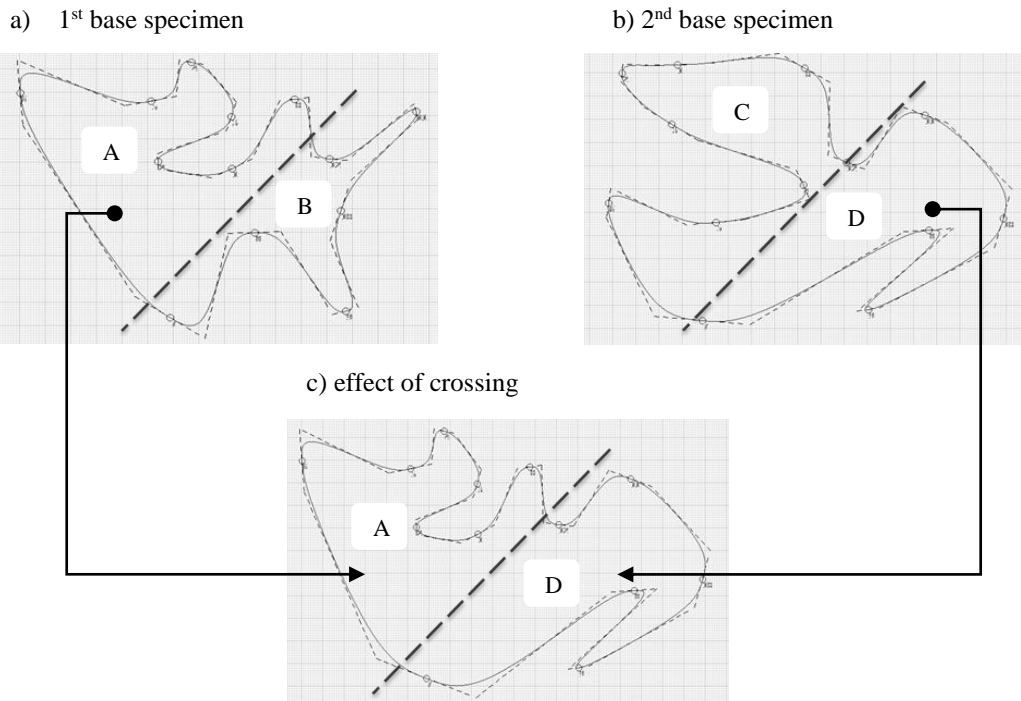 a) 1st base specimen
b) 2nd base specimen
A
B
C
D
c) effect of crossing
A
D